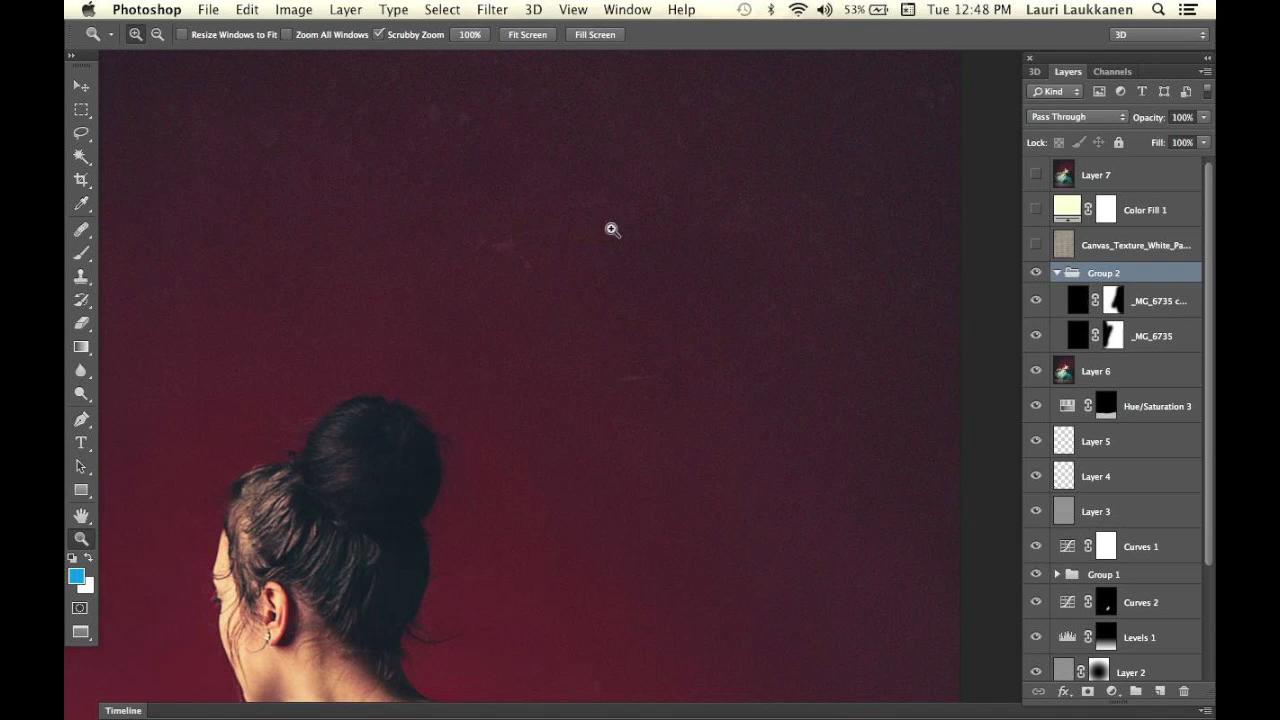 Photoshop File Edit Image Layer Type Select Filter 3D View Window Help 53% Tue 12:48 PM Lauri Laukkanen
Resize Windows to Fit Zoom All Windows Scrubby Zoom 100% Fit Screen Fill Screen 3D
3D Layers Channels
Kind T
Pass Through Opacity: 100%
Lock: Fill: 100%
Layer 7
Color Fill 1
Canvas_Texture_White_Pa...
Group 2
_MG_6735 c...
_MG_6735
Layer 6
Hue/Saturation 3
Layer 5
Layer 4
Layer 3
Curves 1
Group 1
Curves 2
Levels 1
Layer 2
T
fx
Timeline